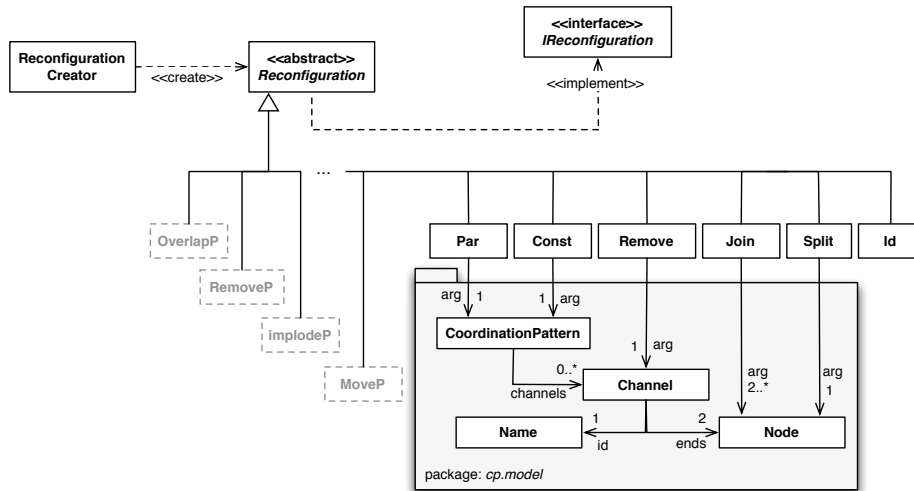 <<interface>>
IReconfiguration
Reconfiguration
Creator
<<create>>
<<abstract>>
Reconfiguration
<<implement>>
...
OverlapP
RemoveP
implodeP
MoveP
Par
Const
Remove
Join
Split
Id
arg 1
1 arg
CoordinationPattern
0..*
channels
1 arg
Channel
arg
2..*
arg
1
1
id
2
ends
Name
Node
package: cp.model